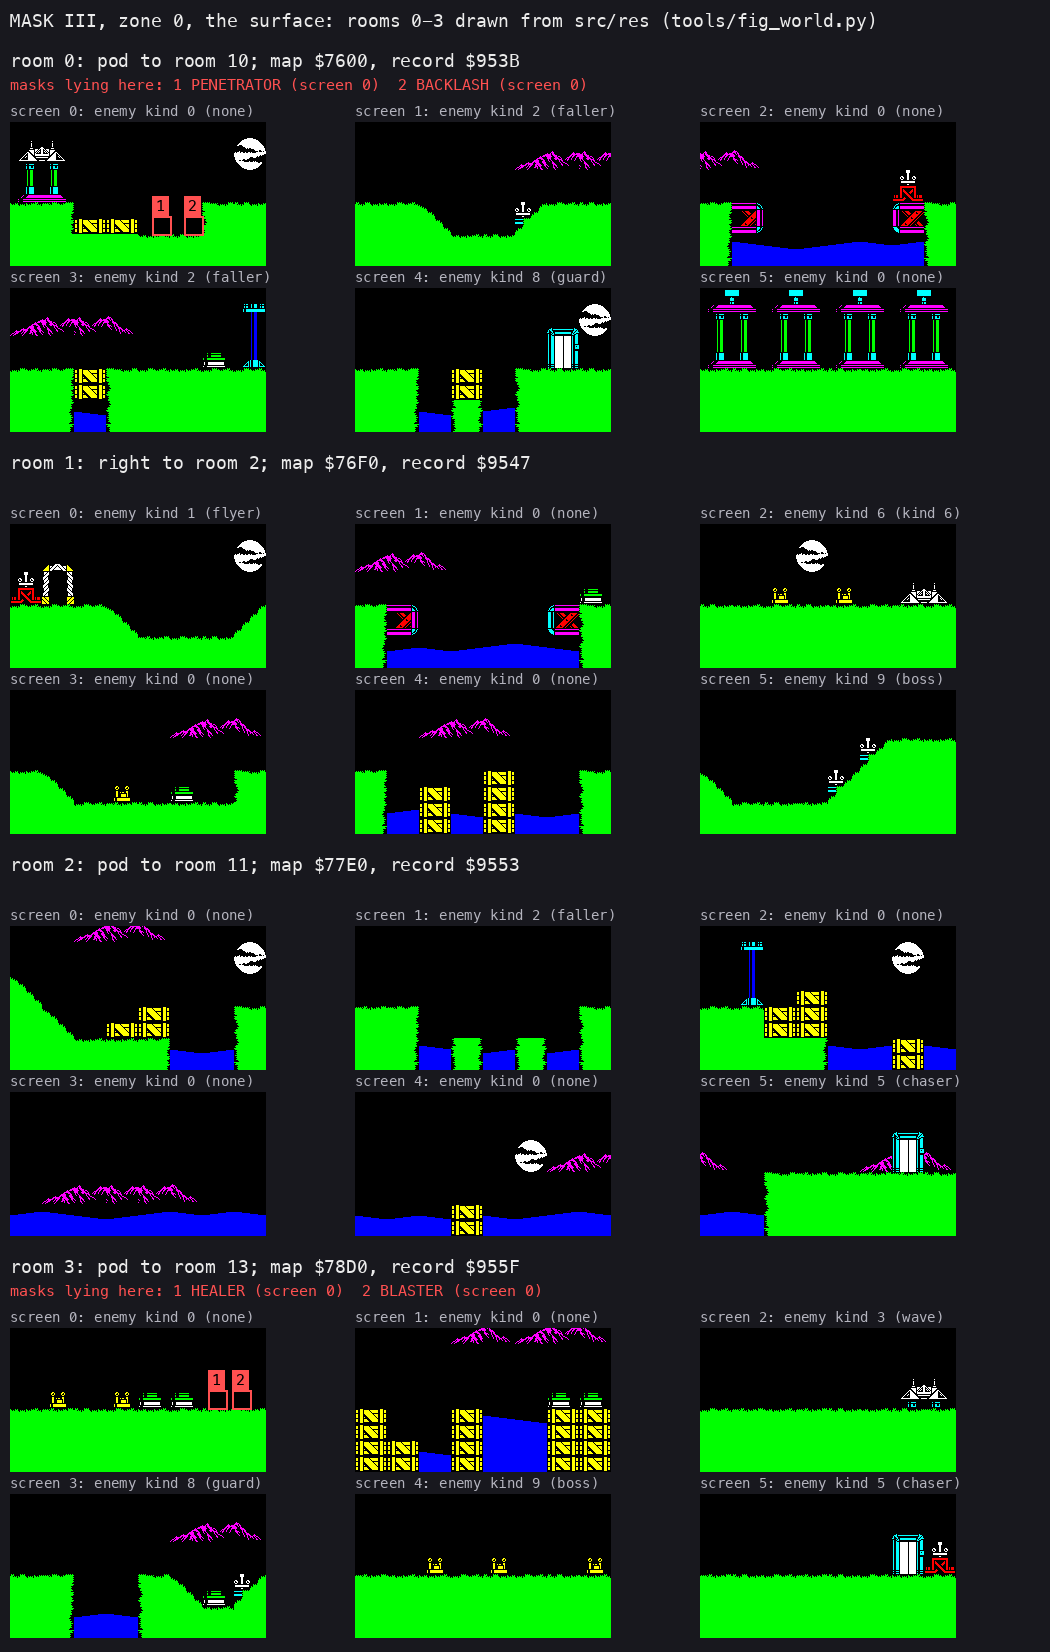 MASK III, zone 0, the surface: rooms 0–3 drawn from src/res (tools/fig_world.py)
room 0: pod to room 10; map $7600, record $953B
masks lying here: 1 PENETRATOR (screen 0)  2 BACKLASH (screen 0)
screen 0: enemy kind 0 (none)
screen 1: enemy kind 2 (faller)
screen 2: enemy kind 0 (none)
1 2
screen 3: enemy kind 2 (faller)
screen 4: enemy kind 8 (guard)
screen 5: enemy kind 0 (none)
room 1: right to room 2; map $76F0, record $9547
screen 0: enemy kind 1 (flyer)
screen 1: enemy kind 0 (none)
screen 2: enemy kind 6 (kind 6)
screen 3: enemy kind 0 (none)
screen 4: enemy kind 0 (none)
screen 5: enemy kind 9 (boss)
room 2: pod to room 11; map $77E0, record $9553
screen 0: enemy kind 0 (none)
screen 1: enemy kind 2 (faller)
screen 2: enemy kind 0 (none)
screen 3: enemy kind 0 (none)
screen 4: enemy kind 0 (none)
screen 5: enemy kind 5 (chaser)
room 3: pod to room 13; map $78D0, record $955F
masks lying here: 1 HEALER (screen 0)  2 BLASTER (screen 0)
screen 0: enemy kind 0 (none)
screen 1: enemy kind 0 (none)
screen 2: enemy kind 3 (wave)
1 2
screen 3: enemy kind 8 (guard)
screen 4: enemy kind 9 (boss)
screen 5: enemy kind 5 (chaser)